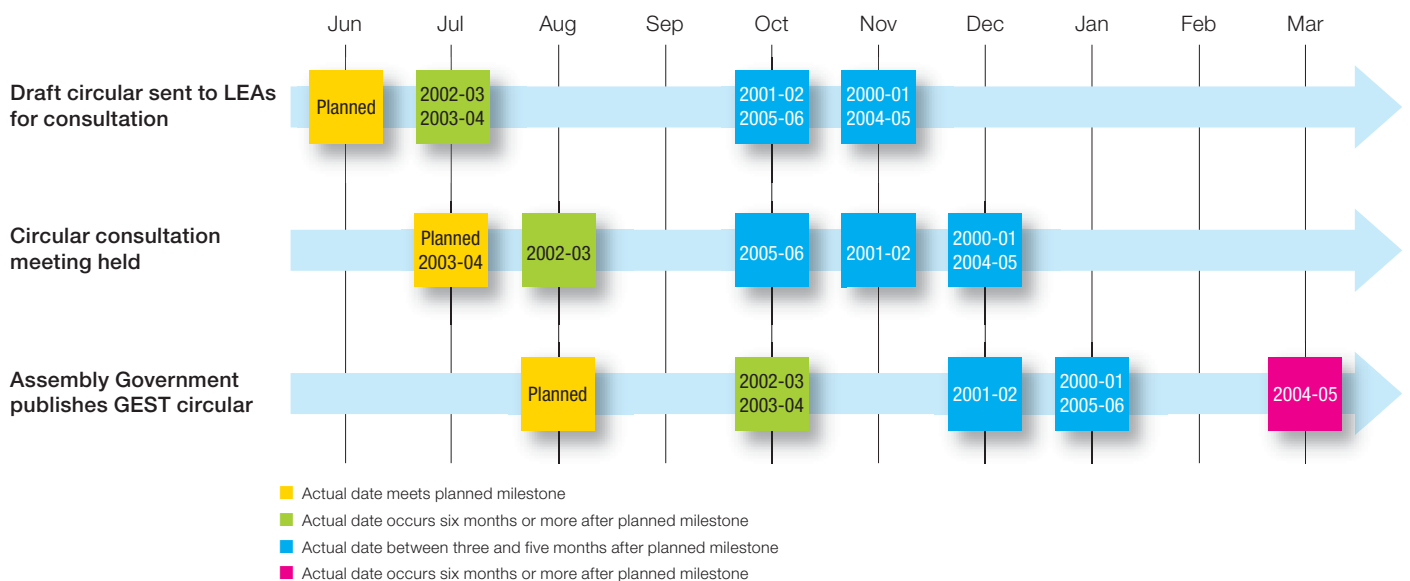 Jun Jul Aug Sep Oct Nov Dec Jan Feb Mar
Draft circular sent to LEAs
for consultation
Planned
2002-03
2003-04
2001-02
2005-06
2000-01
2004-05
Circular consultation
meeting held
Planned
2003-04
2002-03
2005-06
2001-02
2000-01
2004-05
Assembly Government
publishes GEST circular
Planned
2002-03
2003-04
2001-02
2000-01
2005-06
2004-05
Actual date meets planned milestone
Actual date occurs six months or more after planned milestone
Actual date between three and five months after planned milestone
Actual date occurs six months or more after planned milestone